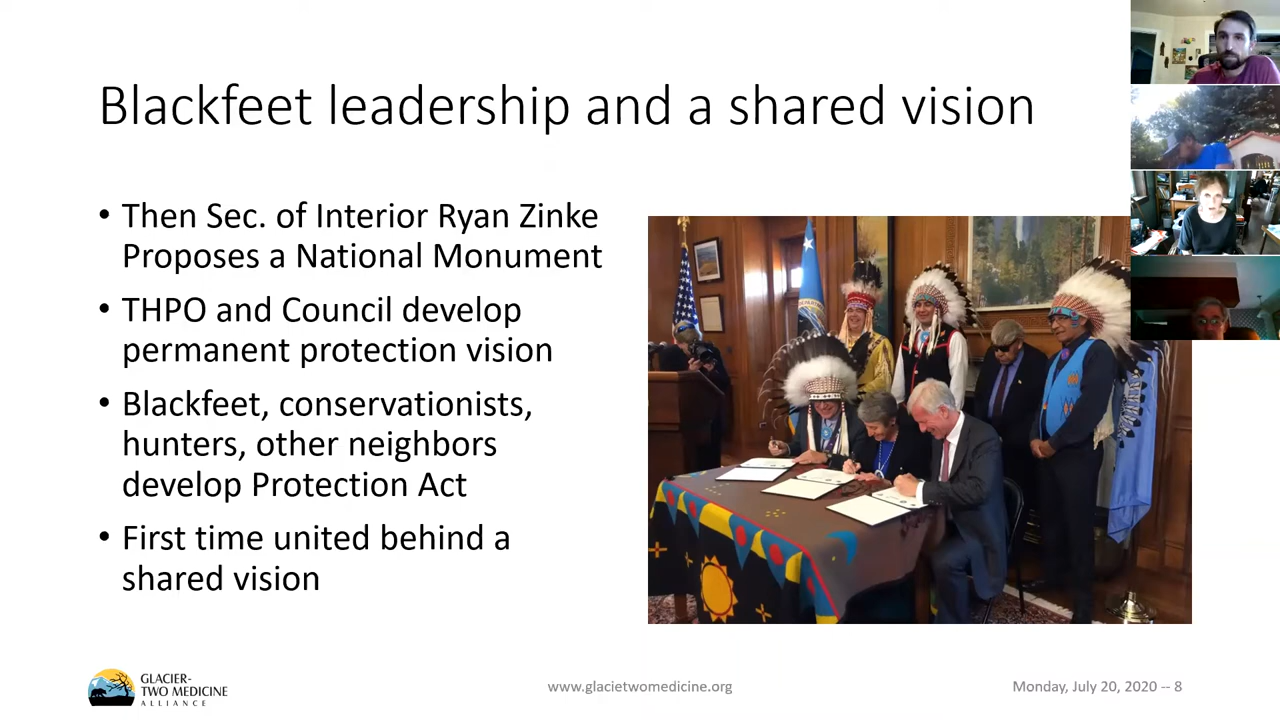 Blackfeet leadership and a shared vision
• Then Sec. of Interior Ryan Zinke
Proposes a National Monument
• THPO and Council develop
permanent protection vision
• Blackfeet, conservationists,
hunters, other neighbors
develop Protection Act
• First time united behind a
shared vision
GLACIER-
TWO MEDICINE
ALLIANCE
www.glacietwomedicine.org
Monday, July 20, 2020 -- 8